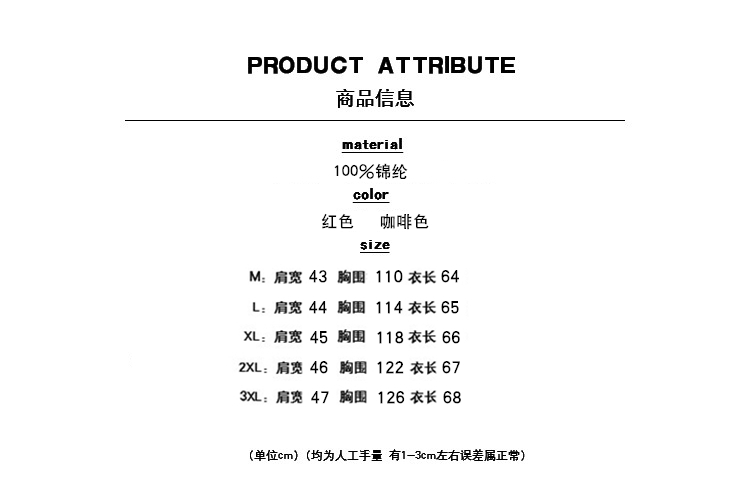 PRODUCT ATTRIBUTE
商品信息
material
100%锦纶
color
红色 咖啡色
size
M: 肩宽 43 胸围 110 衣长 64
L: 肩宽 44 胸围 114 衣长 65
XL: 肩宽 45 胸围 118 衣长 66
2XL: 肩宽 46 胸围 122 衣长 67
3XL: 肩宽 47 胸围 126 衣长 68
(单位cm) (均为人工手量 有1-3cm左右误差属正常)